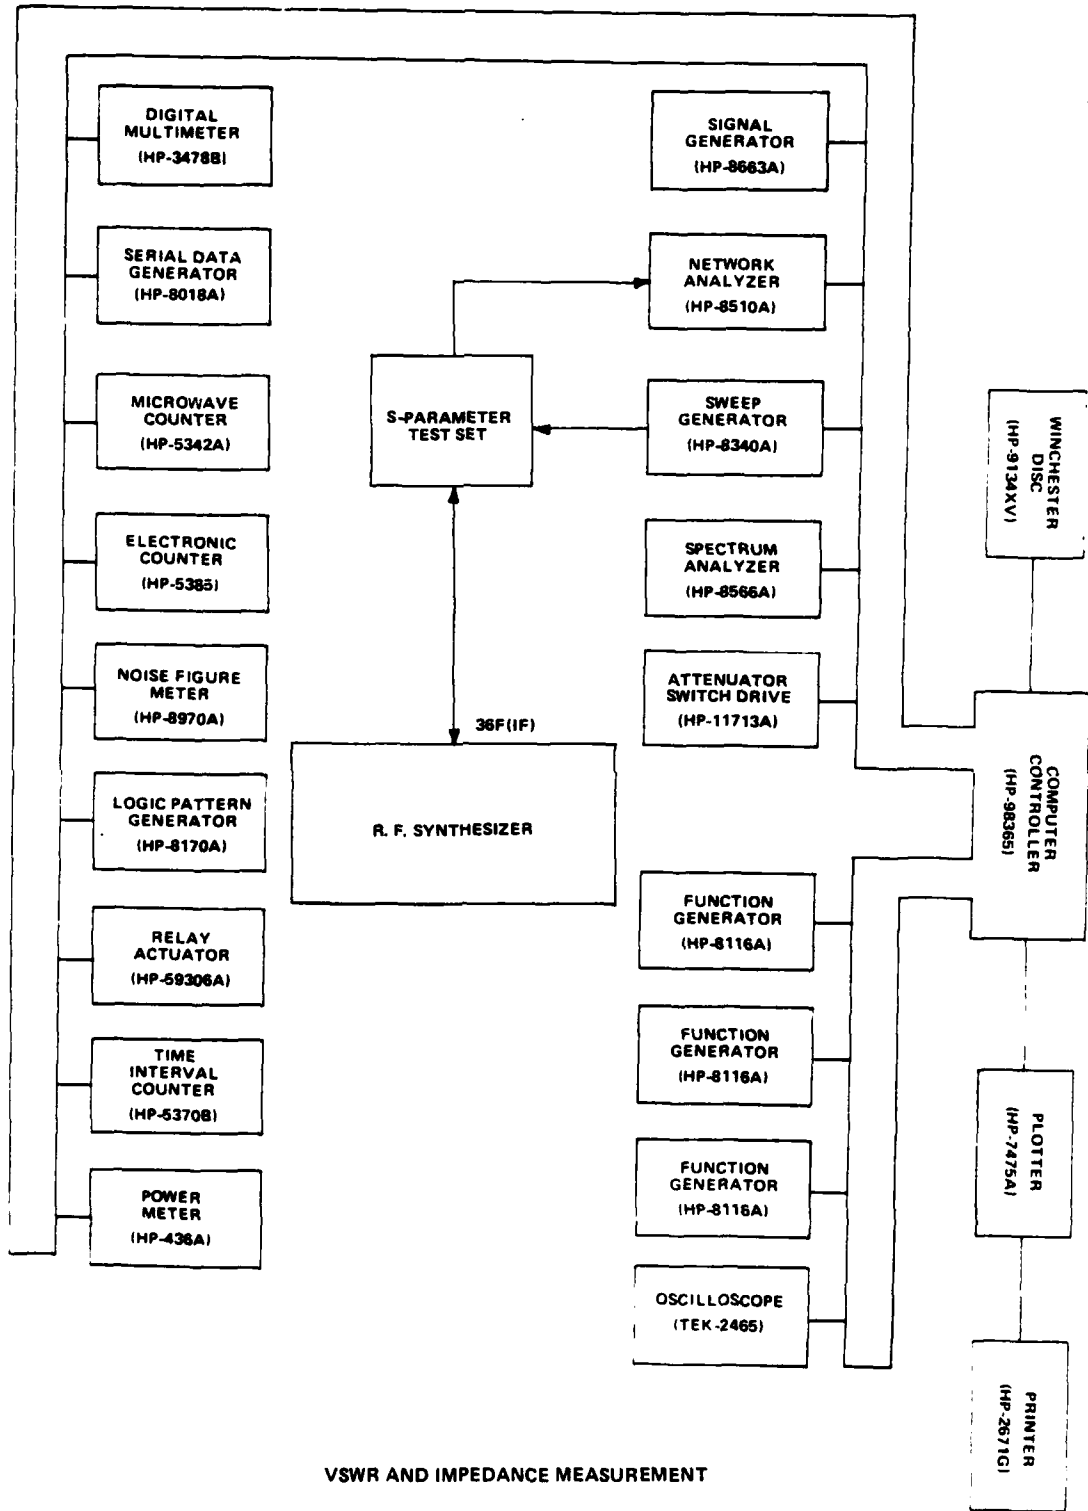 DIGITAL
MULTIMETER
(HP-3478B)
SERIAL DATA
GENERATOR
(HP-8018A)
MICROWAVE
COUNTER
(HP-5342A)
ELECTRONIC
COUNTER
(HP-5385)
NOISE FIGURE
METER
(HP-8970A)
LOGIC PATTERN
GENERATOR
(HP-8170A)
RELAY
ACTUATOR
(HP-59306A)
TIME
INTERVAL
COUNTER
(HP-5370B)
POWER
METER
(HP-436A)
S-PARAMETER
TEST SET
36F(IF)
R. F. SYNTHESIZER
SIGNAL
GENERATOR
(HP-8663A)
NETWORK
ANALYZER
(HP-8510A)
SWEEP
GENERATOR
(HP-8340A)
SPECTRUM
ANALYZER
(HP-8566A)
ATTENUATOR
SWITCH DRIVE
(HP-11713A)
FUNCTION
GENERATOR
(HP-8116A)
FUNCTION
GENERATOR
(HP-8116A)
FUNCTION
GENERATOR
(HP-8116A)
OSCILLOSCOPE
(TEK-2465)
WINCHESTER
DISC
(HP-9134XV)
COMPUTER
CONTROLLER
(HP-98365)
PLOTTER
(HP-7475A)
PRINTER
(HP-2671G)
VSWR AND IMPEDANCE MEASUREMENT